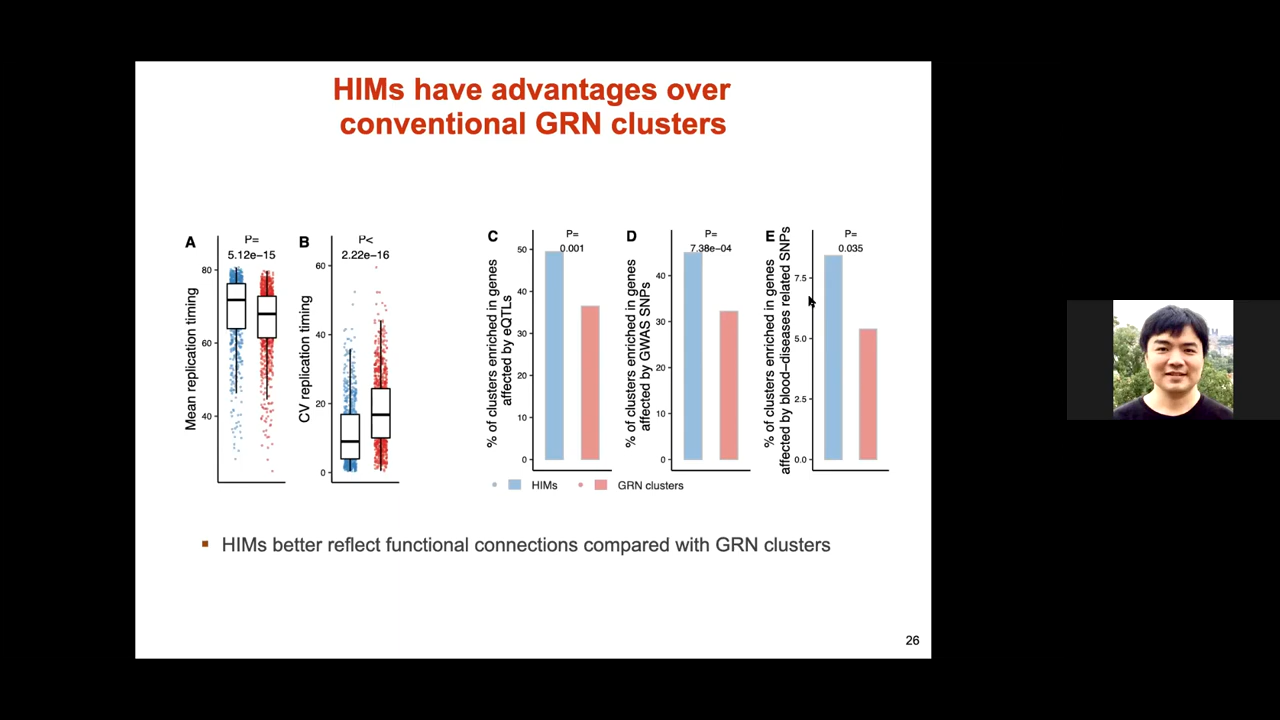 HIMs have advantages over
conventional GRN clusters
A
P=
5.12e−15
Mean replication timing
80
60
40
B
P<
2.22e−16
CV replication timing
60
40
20
0
C
P=
0.001
% of clusters enriched in genes
affected by eQTLs
50
40
30
20
10
0
D
P=
7.38e−04
% of clusters enriched in genes
affected by GWAS SNPs
40
30
20
10
0
E
P=
0.035
% of clusters enriched in genes
affected by blood−diseases related SNPs
7.5
5.0
2.5
0.0
HIMs
GRN clusters
▪ HIMs better reflect functional connections compared with GRN clusters
26